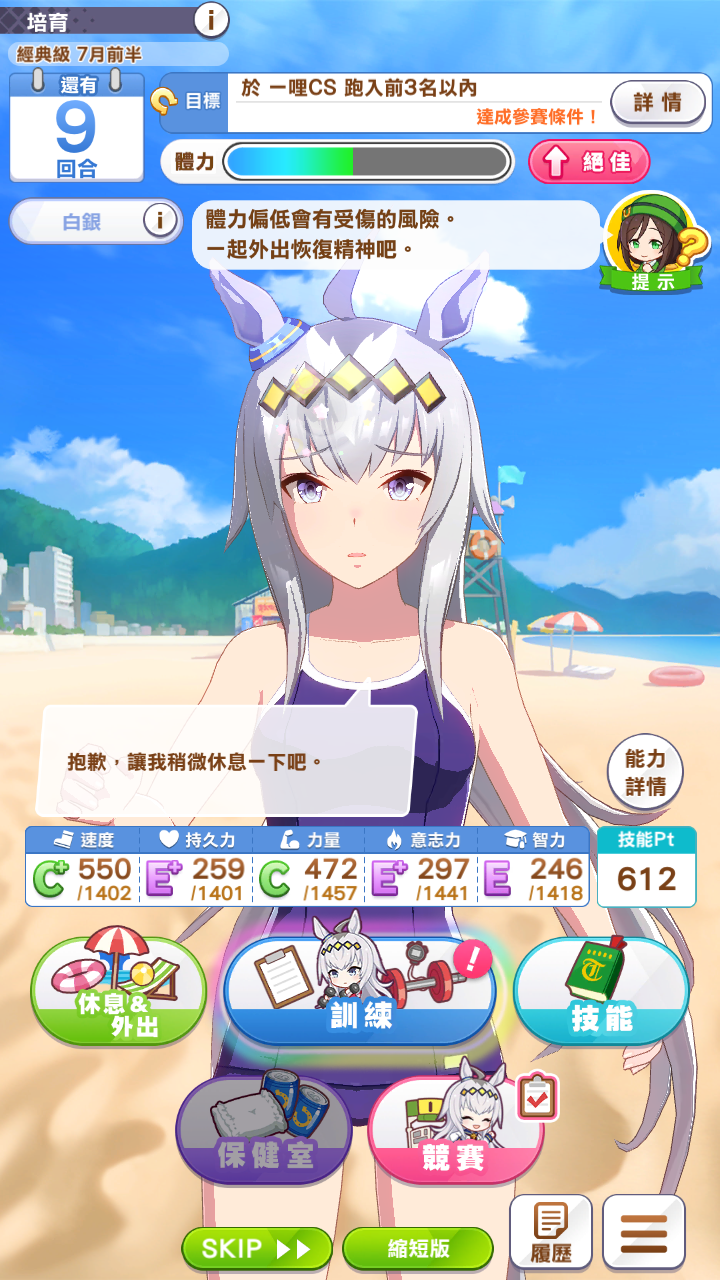 培育
i
經典級 7月前半
還有
9
回合
目標
於 一哩CS 跑入前3名以內
達成參賽條件！
詳情
體力
絕佳
白銀
i
體力偏低會有受傷的風險。
一起外出恢復精神吧。
提示
抱歉，讓我稍微休息一下吧。
能力
詳情
速度 持久力 力量 意志力 智力 技能Pt
C+ 550 /1402
E+ 259 /1401
C 472 /1457
E+ 297 /1441
E 246 /1418
612
休息&
外出
訓練
技能
保健室
競賽
SKIP
縮短版
履歷